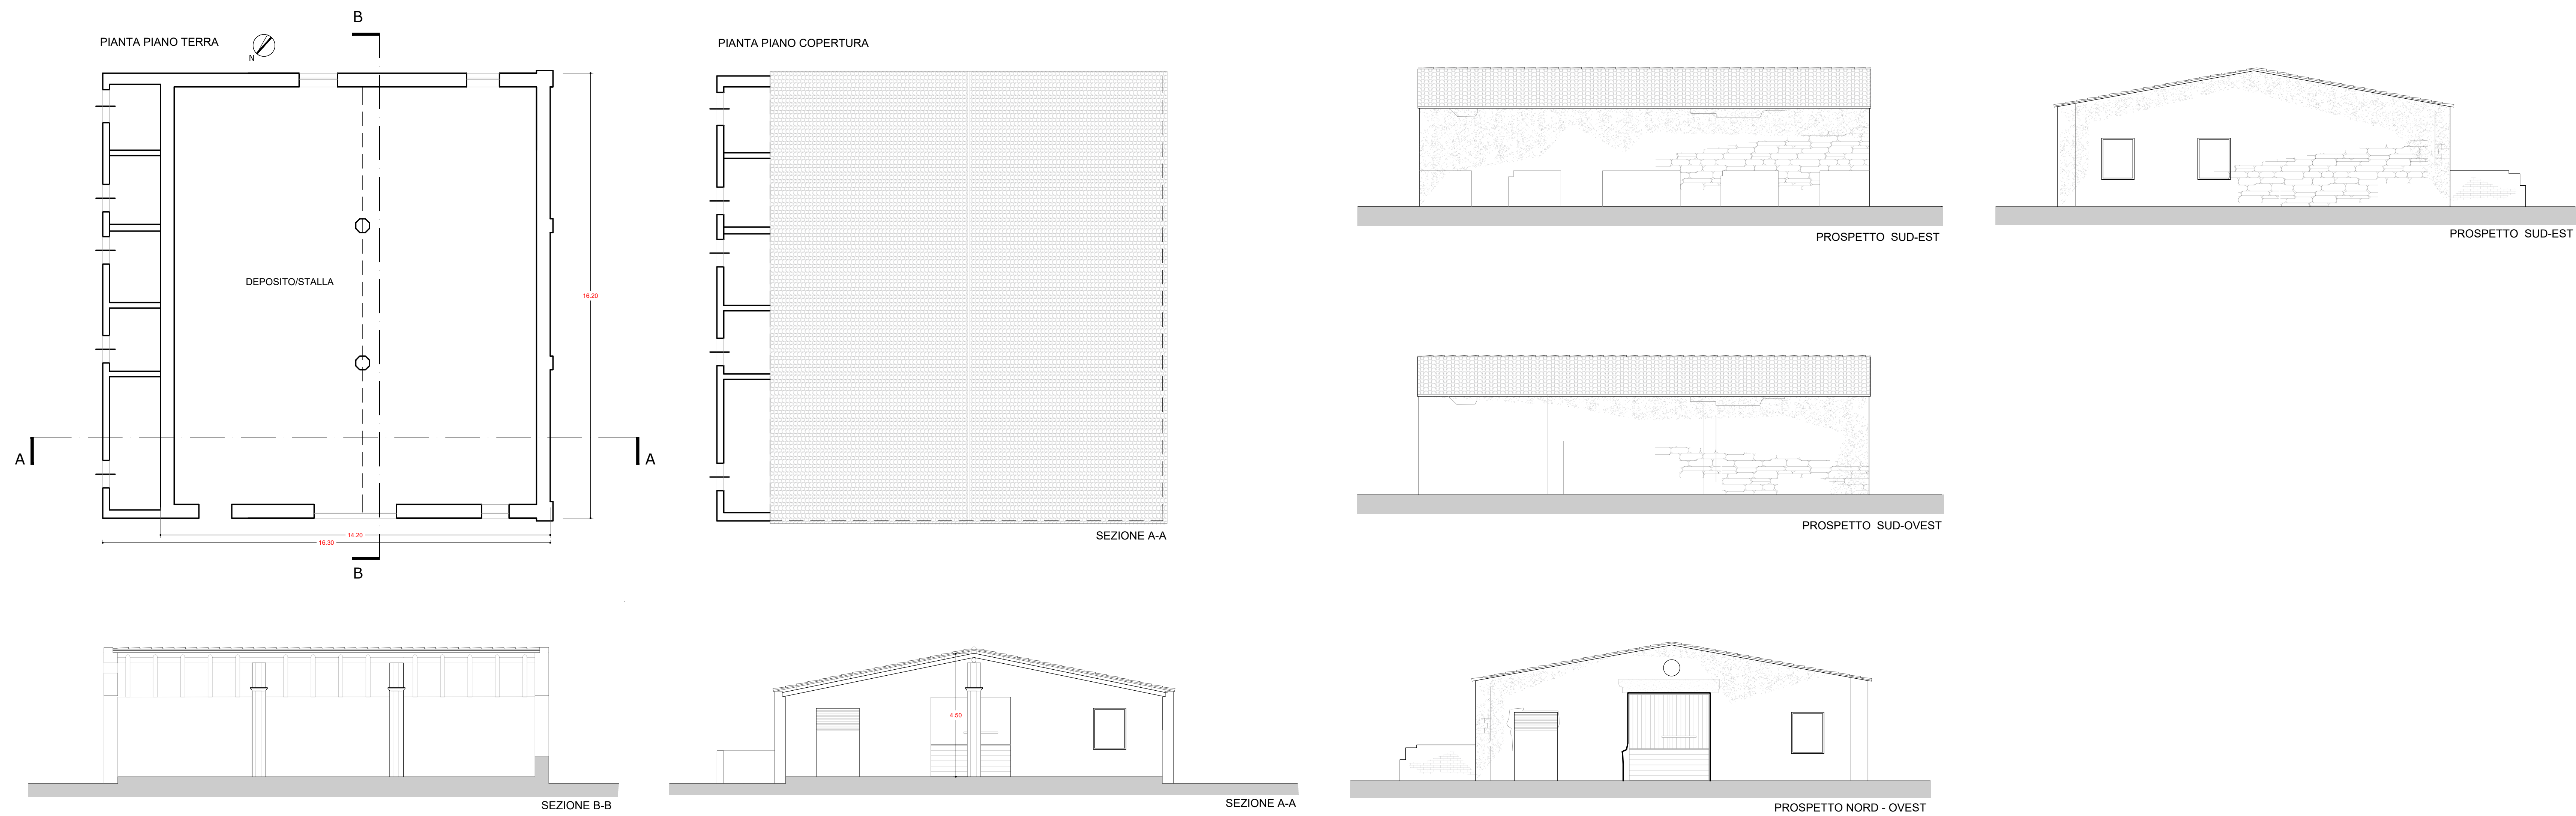 B
PIANTA PIANO TERRA
N
PIANTA PIANO COPERTURA
PROSPETTO SUD-EST
PROSPETTO SUD-EST
DEPOSITO/STALLA
16.20
A
A
14.20
16.30
B
SEZIONE A-A
PROSPETTO SUD-OVEST
4.50
SEZIONE B-B
SEZIONE A-A
PROSPETTO NORD - OVEST